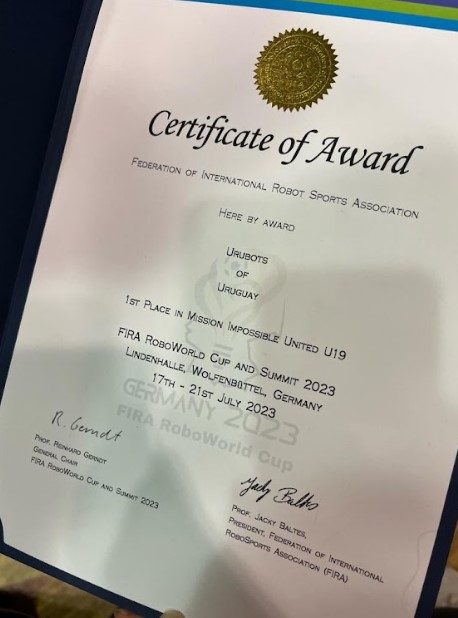 Certificate of Award
Federation of International Robot Sports Association
Here by award
Urubots
of
Uruguay
1st Place in Mission Impossible United U19
FIRA RoboWorld Cup and Summit 2023
Lindenhalle, Wolfenbüttel, Germany
17th - 21st July 2023
GERMANY 2023
FIRA RoboWorld Cup
R. Gerndt
Prof. Reinhard Gerndt
General Chair
FIRA RoboWorld Cup and Summit 2023
Jacky Baltes
Prof. Jacky Baltes,
President, Federation of International
RoboSports Association (FIRA)